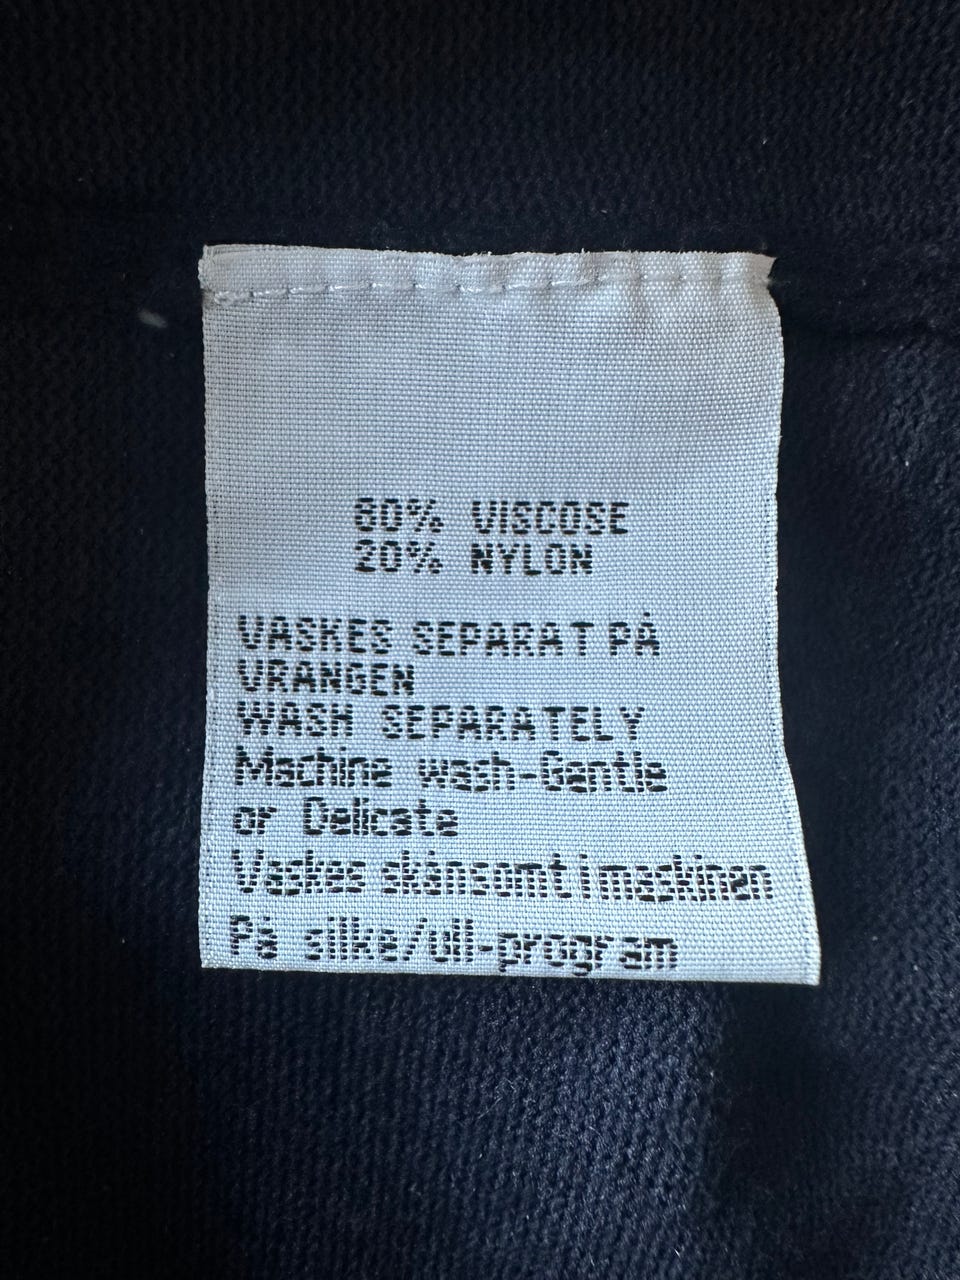 80% VISCOSE
20% NYLON
VASKES SEPARAT PÅ
VRANGEN
WASH SEPARATELY
Machine wash-Gentle
or Delicate
Vaskes skånsomt i maskinen
På silke/ull-program